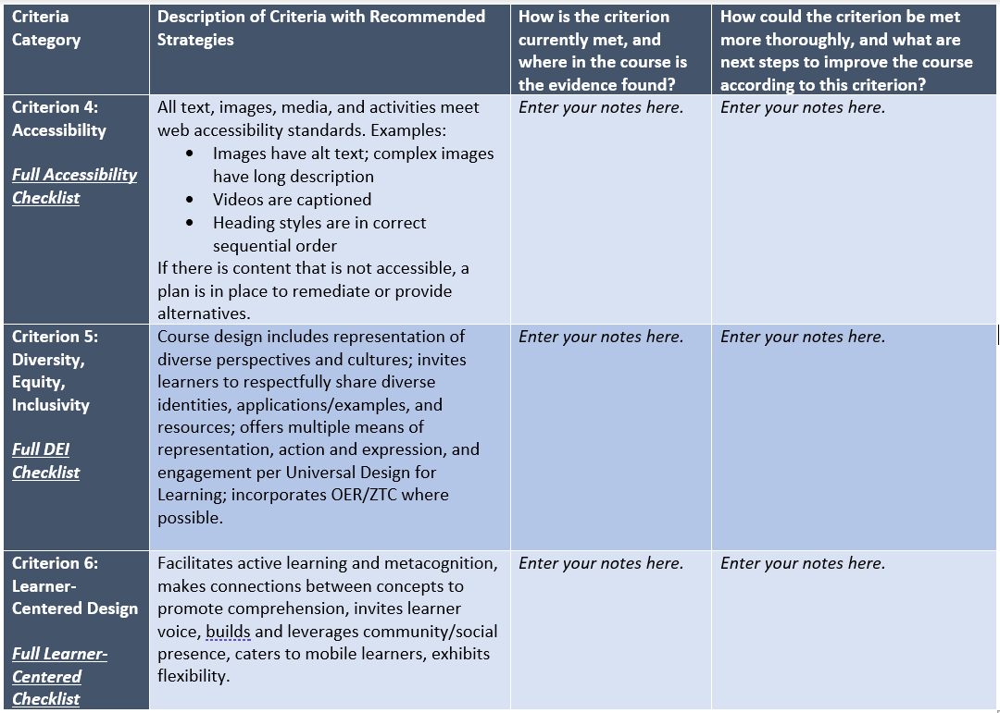 Criteria
Category
Description of Criteria with Recommended
Strategies
How is the criterion
currently met, and
where in the course is
the evidence found?
How could the criterion be met
more thoroughly, and what are
next steps to improve the course
according to this criterion?
Criterion 4:
Accessibility
Full Accessibility
Checklist
All text, images, media, and activities meet
web accessibility standards. Examples:
• Images have alt text; complex images
have long description
• Videos are captioned
• Heading styles are in correct
sequential order
If there is content that is not accessible, a
plan is in place to remediate or provide
alternatives.
Enter your notes here.
Enter your notes here.
Criterion 5:
Diversity,
Equity,
Inclusivity
Full DEI
Checklist
Course design includes representation of
diverse perspectives and cultures; invites
learners to respectfully share diverse
identities, applications/examples, and
resources; offers multiple means of
representation, action and expression, and
engagement per Universal Design for
Learning; incorporates OER/ZTC where
possible.
Enter your notes here.
Enter your notes here.
Criterion 6:
Learner-
Centered Design
Full Learner-
Centered
Checklist
Facilitates active learning and metacognition,
makes connections between concepts to
promote comprehension, invites learner
voice, builds and leverages community/social
presence, caters to mobile learners, exhibits
flexibility.
Enter your notes here.
Enter your notes here.